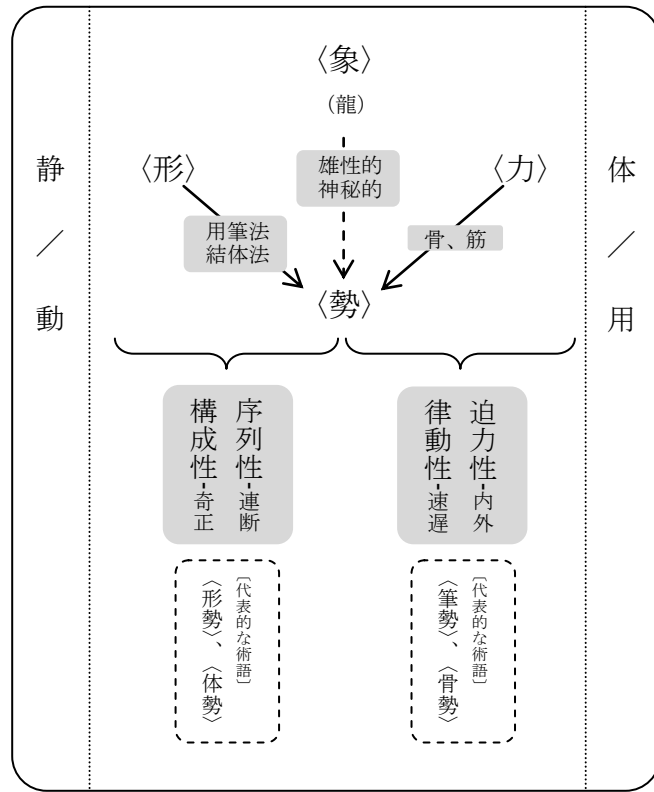 〈象〉
（龍）
静／動
〈形〉
雄性的
神秘的
〈力〉
体／用
用筆法
結体法
骨、筋
〈勢〉
序列性-連断
構成性-奇正
迫力性-内外
律動性-速遅
〔代表的な術語〕
〈形勢〉、〈体勢〉
〔代表的な術語〕
〈筆勢〉、〈骨勢〉